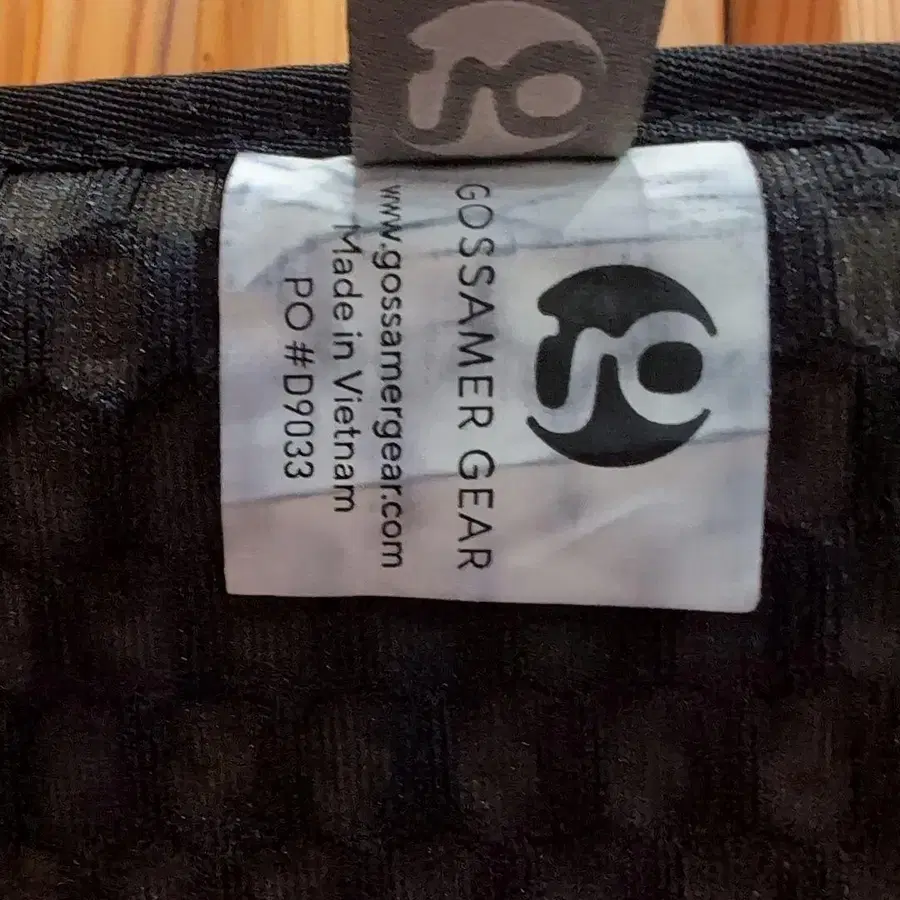 GOSSAMER GEAR
www.gossamergear.com
Made in Vietnam
PO #D9033